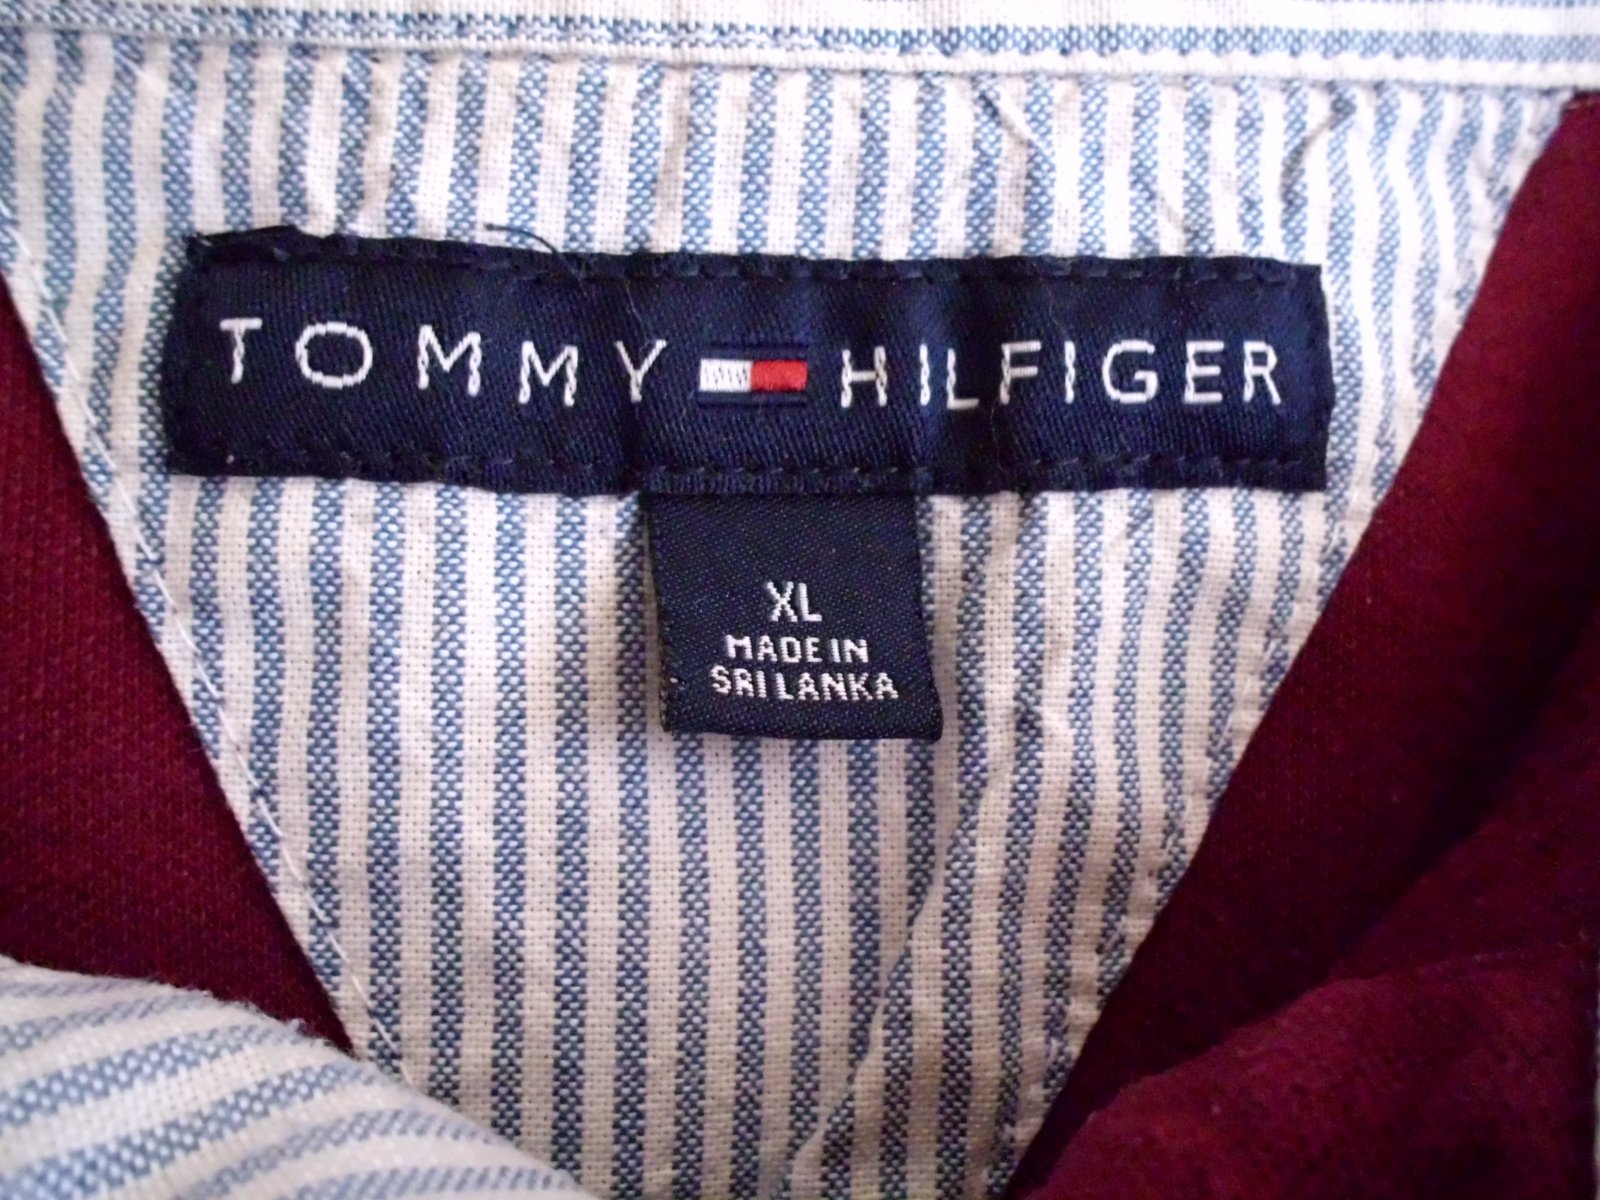 TOMMY HILFIGER
XL
MADE IN
SRI LANKA